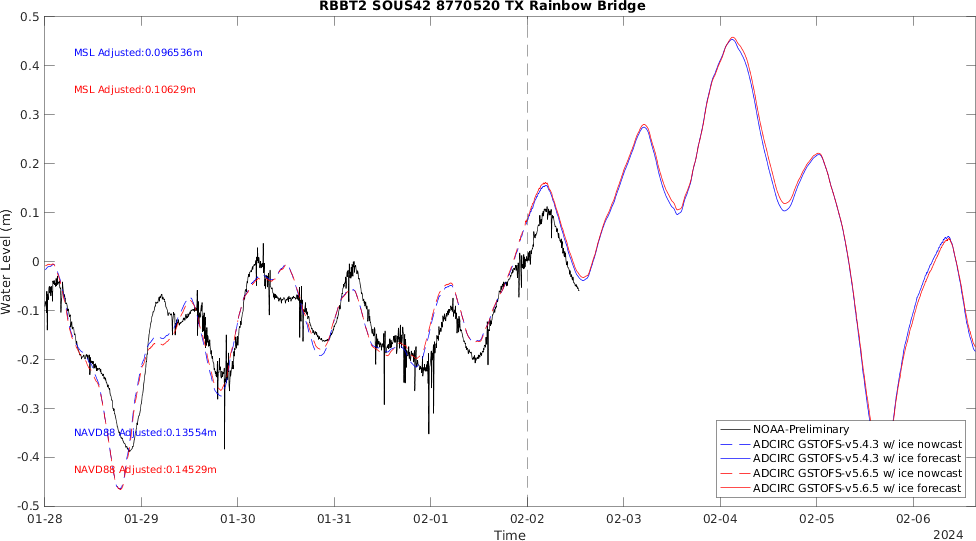 RBBT2 SOUS42 8770520 TX Rainbow Bridge
0.5
0.4
0.3
0.2
0.1
0
-0.1
-0.2
-0.3
-0.4
-0.5
Water Level (m)
MSL Adjusted:0.096536m
MSL Adjusted:0.10629m
NAVD88 Adjusted:0.13554m
NAVD88 Adjusted:0.14529m
NOAA-Preliminary
ADCIRC GSTOFS-v5.4.3 w/ ice nowcast
ADCIRC GSTOFS-v5.4.3 w/ ice forecast
ADCIRC GSTOFS-v5.6.5 w/ ice nowcast
ADCIRC GSTOFS-v5.6.5 w/ ice forecast
01-28 01-29 01-30 01-31 02-01 02-02 02-03 02-04 02-05 02-06
Time
2024